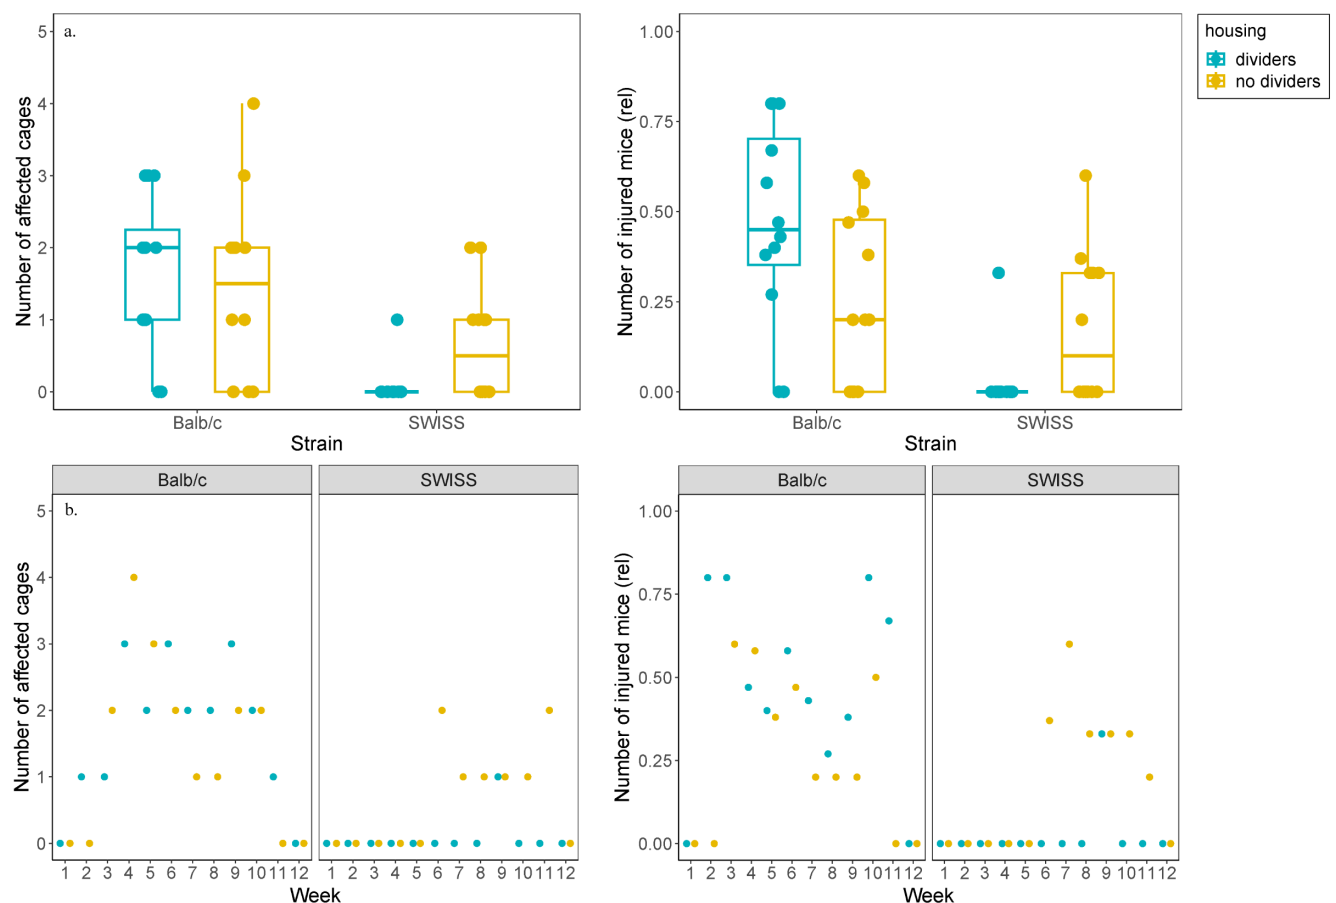 a.
Number of affected cages
5
4
3
2
1
0
Balb/c SWISS
Strain
Number of injured mice (rel)
1.00
0.75
0.50
0.25
0.00
Balb/c SWISS
Strain
housing
dividers
no dividers
Balb/c SWISS
b.
Number of affected cages
5
4
3
2
1
0
1 2 3 4 5 6 7 8 9 10 11 12 1 2 3 4 5 6 7 8 9 10 11 12
Week
Balb/c SWISS
Number of injured mice (rel)
1.00
0.75
0.50
0.25
0.00
1 2 3 4 5 6 7 8 9 10 11 12 1 2 3 4 5 6 7 8 9 10 11 12
Week